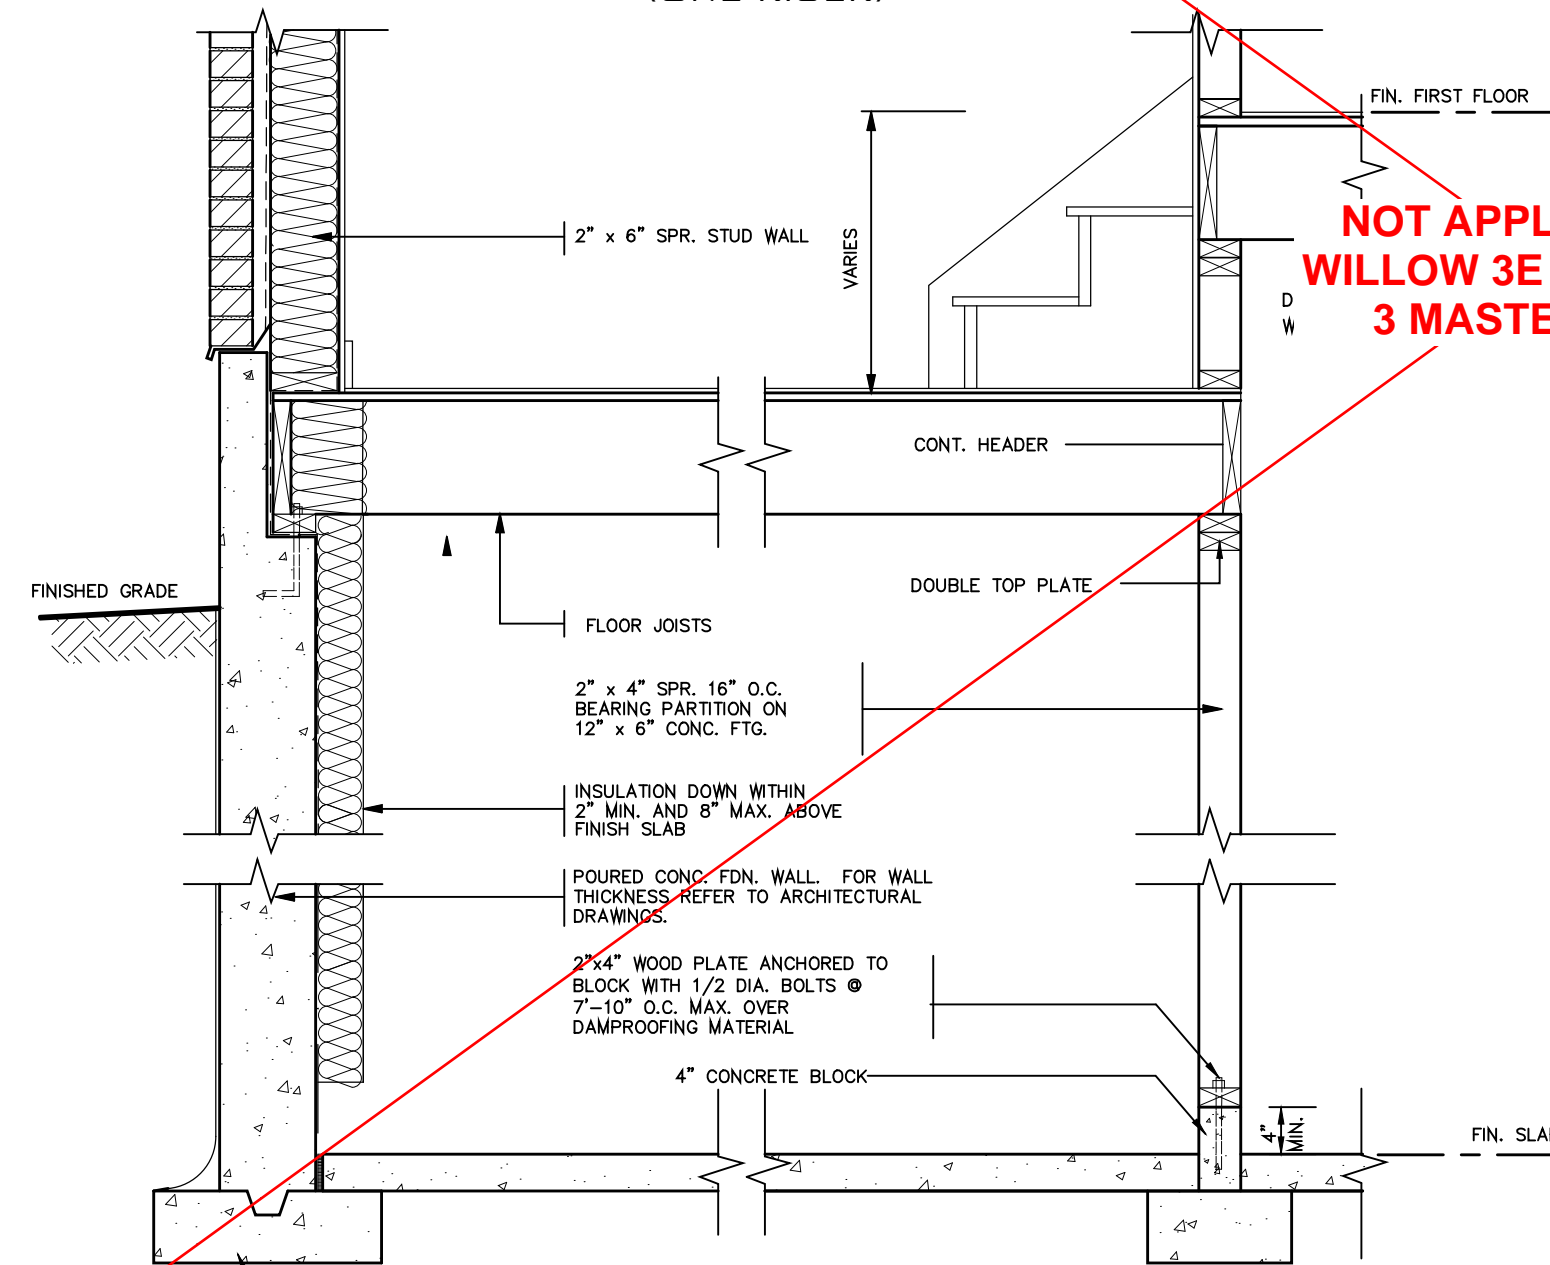 FIN. FIRST FLOOR
2" x 6" SPR. STUD WALL
VARIES
NOT APPL
WILLOW 3E
3 MASTE
CONT. HEADER
DOUBLE TOP PLATE
FINISHED GRADE
FLOOR JOISTS
2" x 4" SPR. 16" O.C.
BEARING PARTITION ON
12" x 6" CONC. FTG.
INSULATION DOWN WITHIN
2" MIN. AND 8" MAX. ABOVE
FINISH SLAB
POURED CONC. FDN. WALL. FOR WALL
THICKNESS REFER TO ARCHITECTURAL
DRAWINGS.
2"x4" WOOD PLATE ANCHORED TO
BLOCK WITH 1/2 DIA. BOLTS @
7'-10" O.C. MAX. OVER
DAMPROOFING MATERIAL
4" CONCRETE BLOCK
4"
MIN.
FIN. SLA